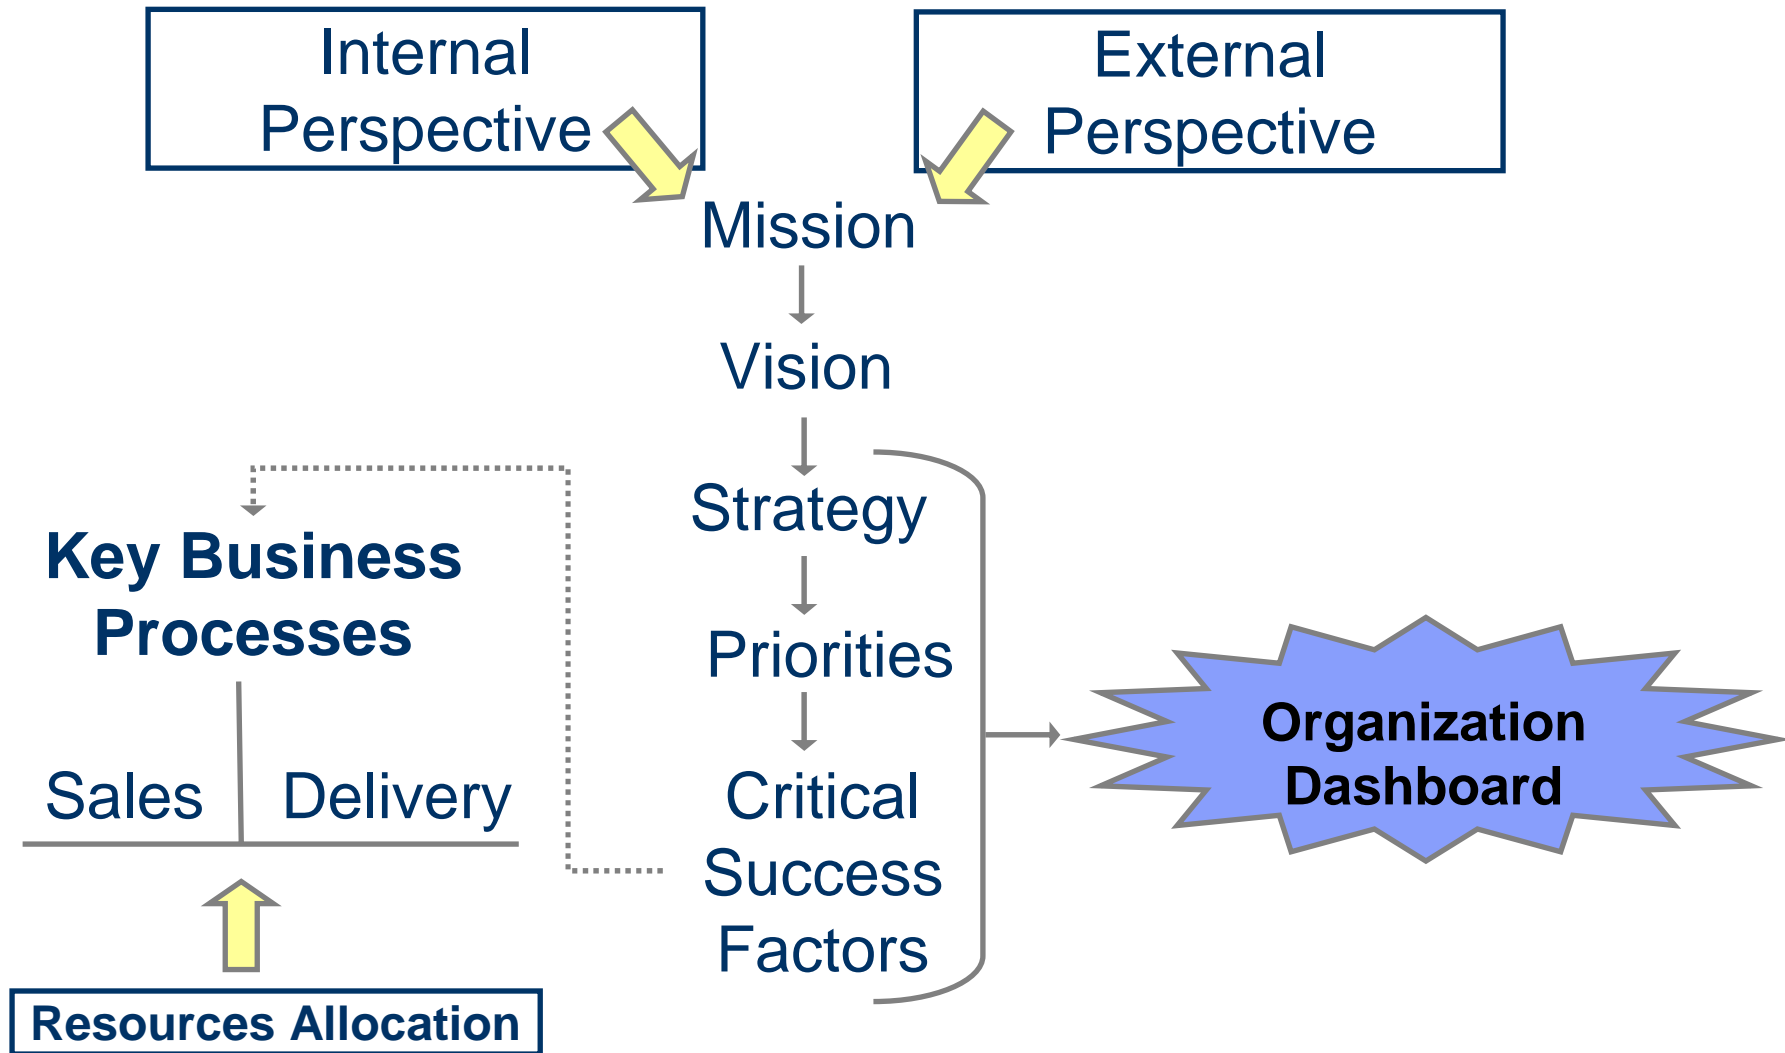 Internal
Perspective
External
Perspective
Mission
Vision
Strategy
Priorities
Critical
Success
Factors
Key Business
Processes
Sales
Delivery
Resources Allocation
Organization
Dashboard